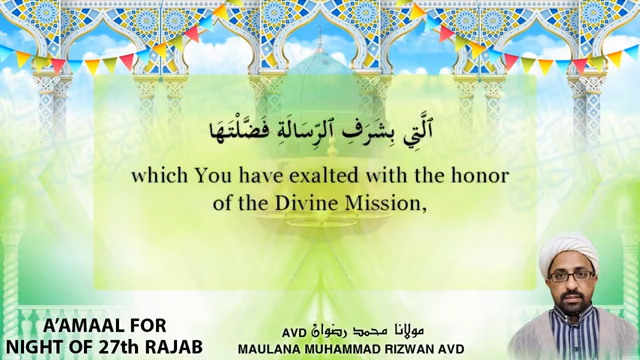 ٱلَّتِي بِشَرَفِ ٱلرِّسَالَةِ فَضَّلْتَهَا
which You have exalted with the honor
of the Divine Mission,
A'AMAAL FOR
NIGHT OF 27th RAJAB
مولانا محمد رضوان AVD
MAULANA MUHAMMAD RIZWAN AVD